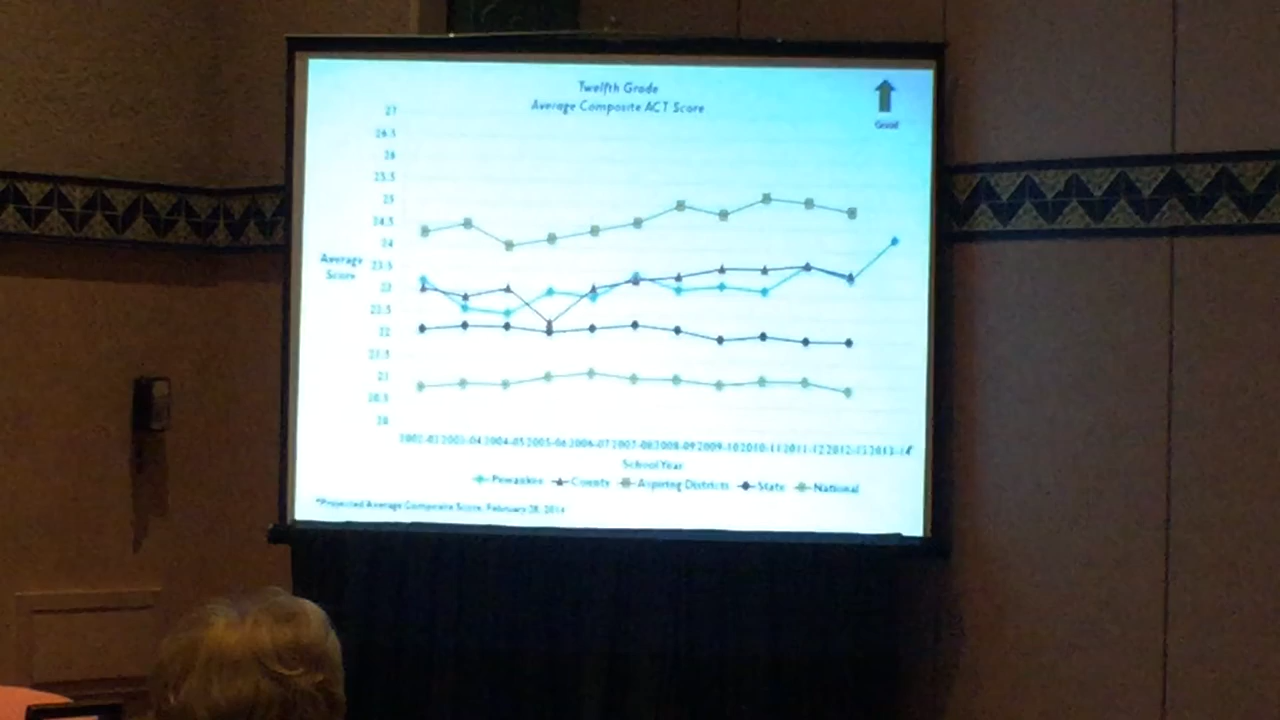 Twelfth Grade
Average Composite ACT Score
Good
27
26.5
26
25.5
25
24.5
24
23.5
23
22.5
22
21.5
21
20.5
20
Average
Score
2002-03 2003-04 2004-05 2005-06 2006-07 2007-08 2008-09 2009-10 2010-11 2011-12 2012-13 2013-14*
School Year
Pewaukee County Aspiring Districts State National
*Projected Average Composite Score, February 28, 2014